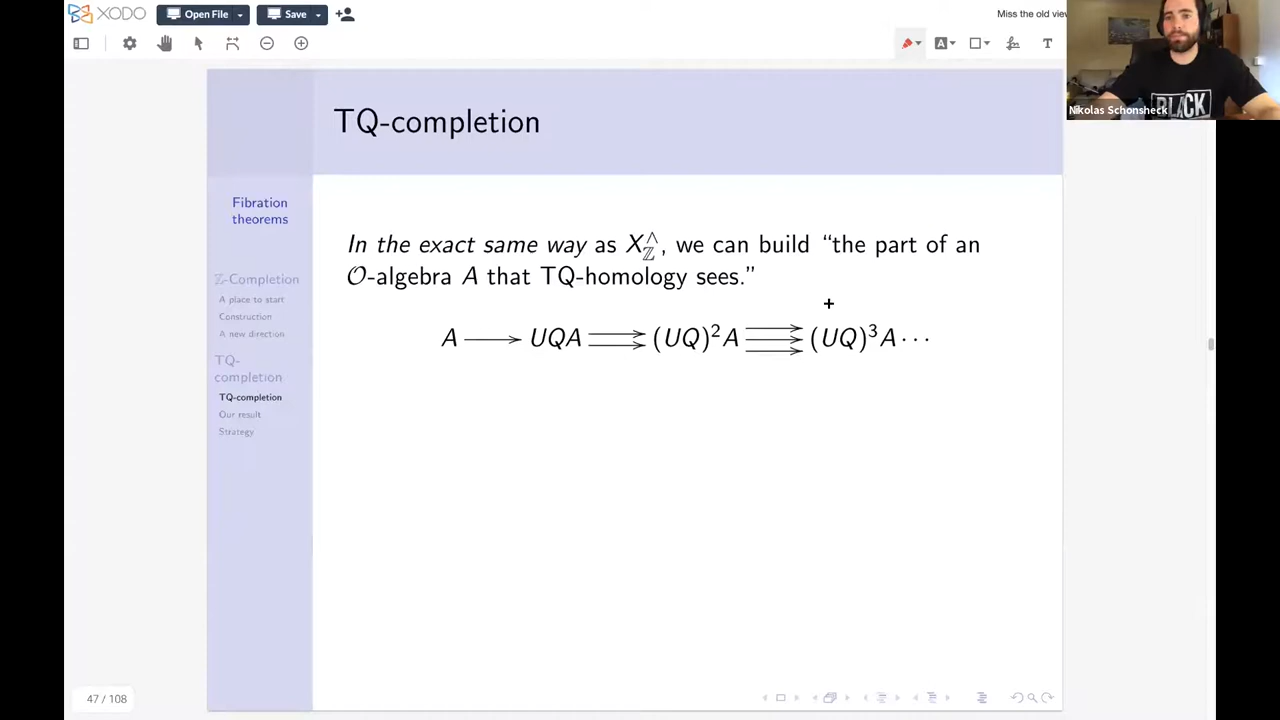 XODO
Open File
Save
Miss the old view
A
T
Nikolas Schonsheck
BLACK
TQ-completion
Fibration
theorems
ℤ-Completion
A place to start
Construction
A new direction
TQ-
completion
TQ-completion
Our result
Strategy
In the exact same way as X^∧_ℤ, we can build “the part of an
𝒪-algebra A that TQ-homology sees.”
A ⟶ UQA ⇉ (UQ)²A ⇶ (UQ)³A · · ·
47 / 108